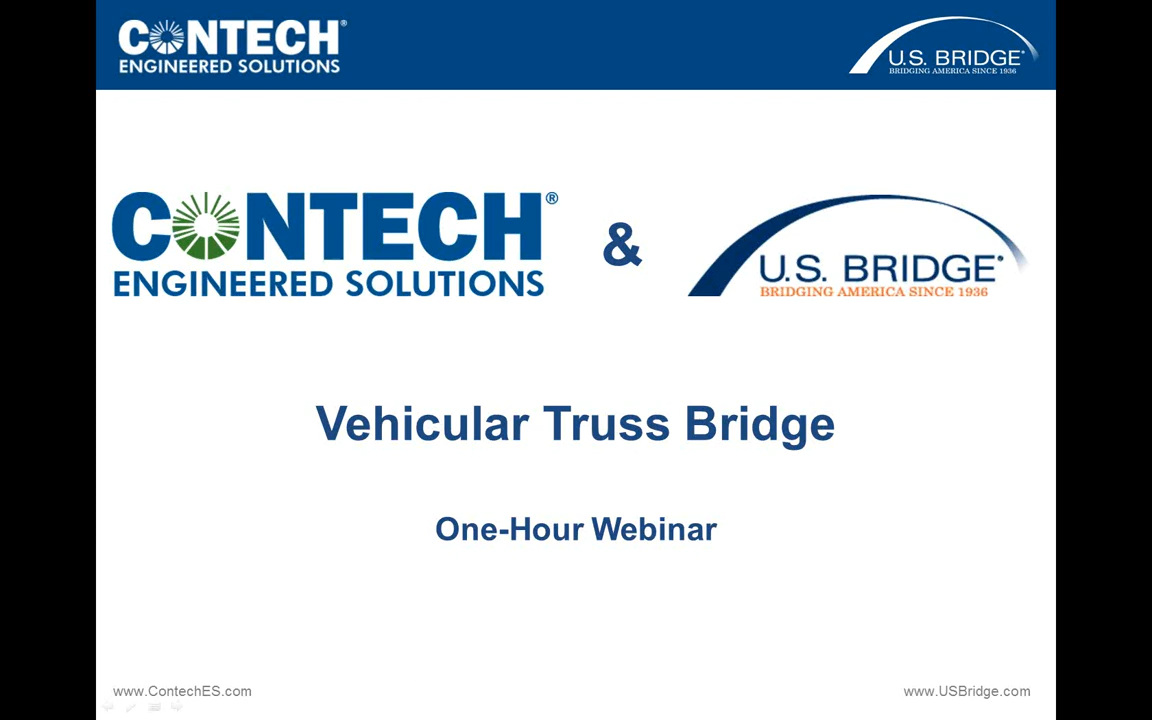 CONTECH®
ENGINEERED SOLUTIONS
U.S. BRIDGE®
BRIDGING AMERICA SINCE 1936
CONTECH®
ENGINEERED SOLUTIONS
&
U.S. BRIDGE®
BRIDGING AMERICA SINCE 1936
Vehicular Truss Bridge
One-Hour Webinar
www.ContechES.com
www.USBridge.com